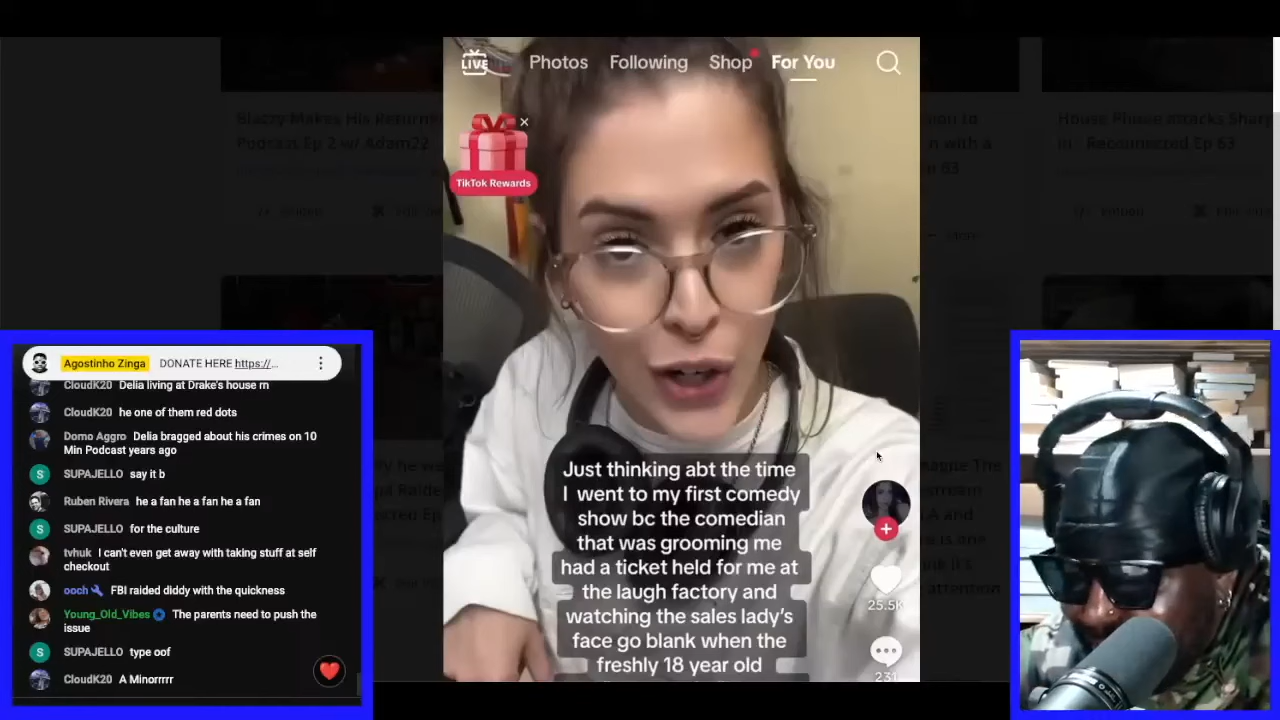 LIVE Photos Following Shop For You
TikTok Rewards
Podcast Ep 2 w/ Adam22
Just thinking abt the time
I went to my first comedy
show bc the comedian
that was grooming me
had a ticket held for me at
the laugh factory and
watching the sales lady's
face go blank when the
freshly 18 year old
25.5K
231
Agostinho Zinga DONATE HERE https://...
CloudK20 Delia living at Drake's house rn
CloudK20 he one of them red dots
Domo Aggro Delia bragged about his crimes on 10
Min Podcast years ago
S SUPAJELLO say it b
Ruben Rivera he a fan he a fan he a fan
S SUPAJELLO for the culture
tvhuk I can't even get away with taking stuff at self
checkout
ooch FBI raided diddy with the quickness
Young_Old_Vibes The parents need to push the
issue
S SUPAJELLO type oof
CloudK20 A Minorrrrr